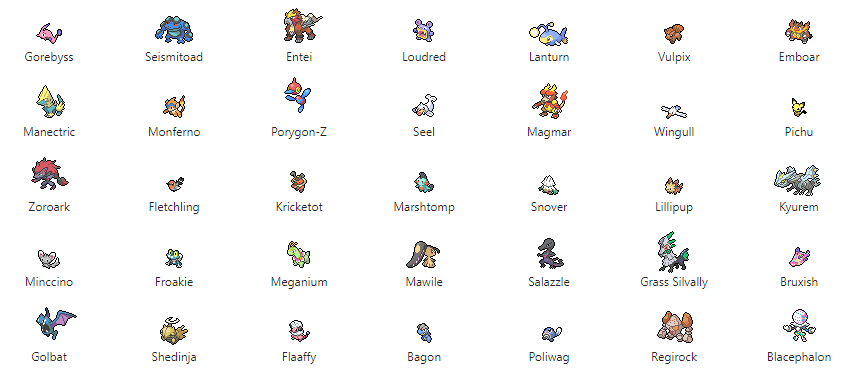 Gorebyss Seismitoad Entei Loudred Lanturn Vulpix Emboar
Manectric Monferno Porygon-Z Seel Magmar Wingull Pichu
Zoroark Fletchling Kricketot Marshtomp Snover Lillipup Kyurem
Minccino Froakie Meganium Mawile Salazzle Grass Silvally Bruxish
Golbat Shedinja Flaaffy Bagon Poliwag Regirock Blacephalon